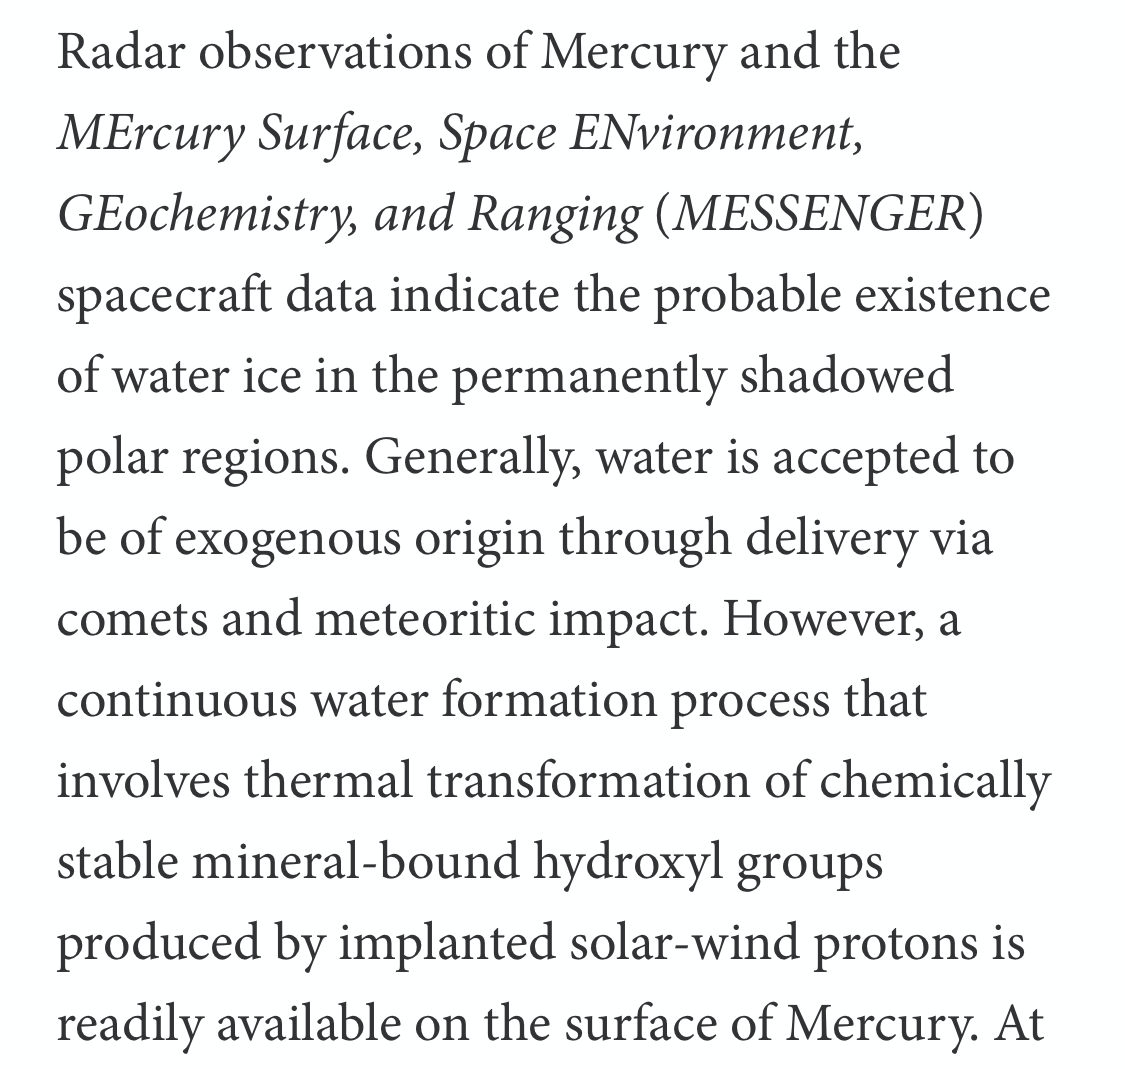 Radar observations of Mercury and the
MErcury Surface, Space ENvironment,
GEochemistry, and Ranging (MESSENGER)
spacecraft data indicate the probable existence
of water ice in the permanently shadowed
polar regions. Generally, water is accepted to
be of exogenous origin through delivery via
comets and meteoritic impact. However, a
continuous water formation process that
involves thermal transformation of chemically
stable mineral-bound hydroxyl groups
produced by implanted solar-wind protons is
readily available on the surface of Mercury. At